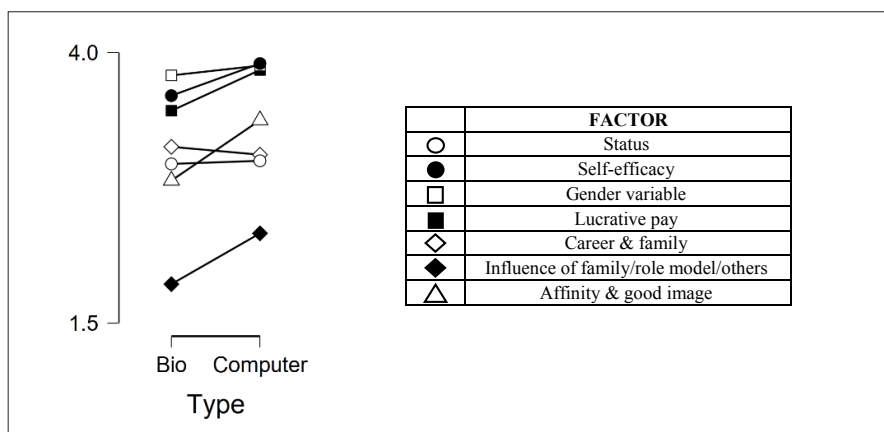 4.0
1.5
Bio Computer
Type
FACTOR
Status
Self-efficacy
Gender variable
Lucrative pay
Career & family
Influence of family/role model/others
Affinity & good image